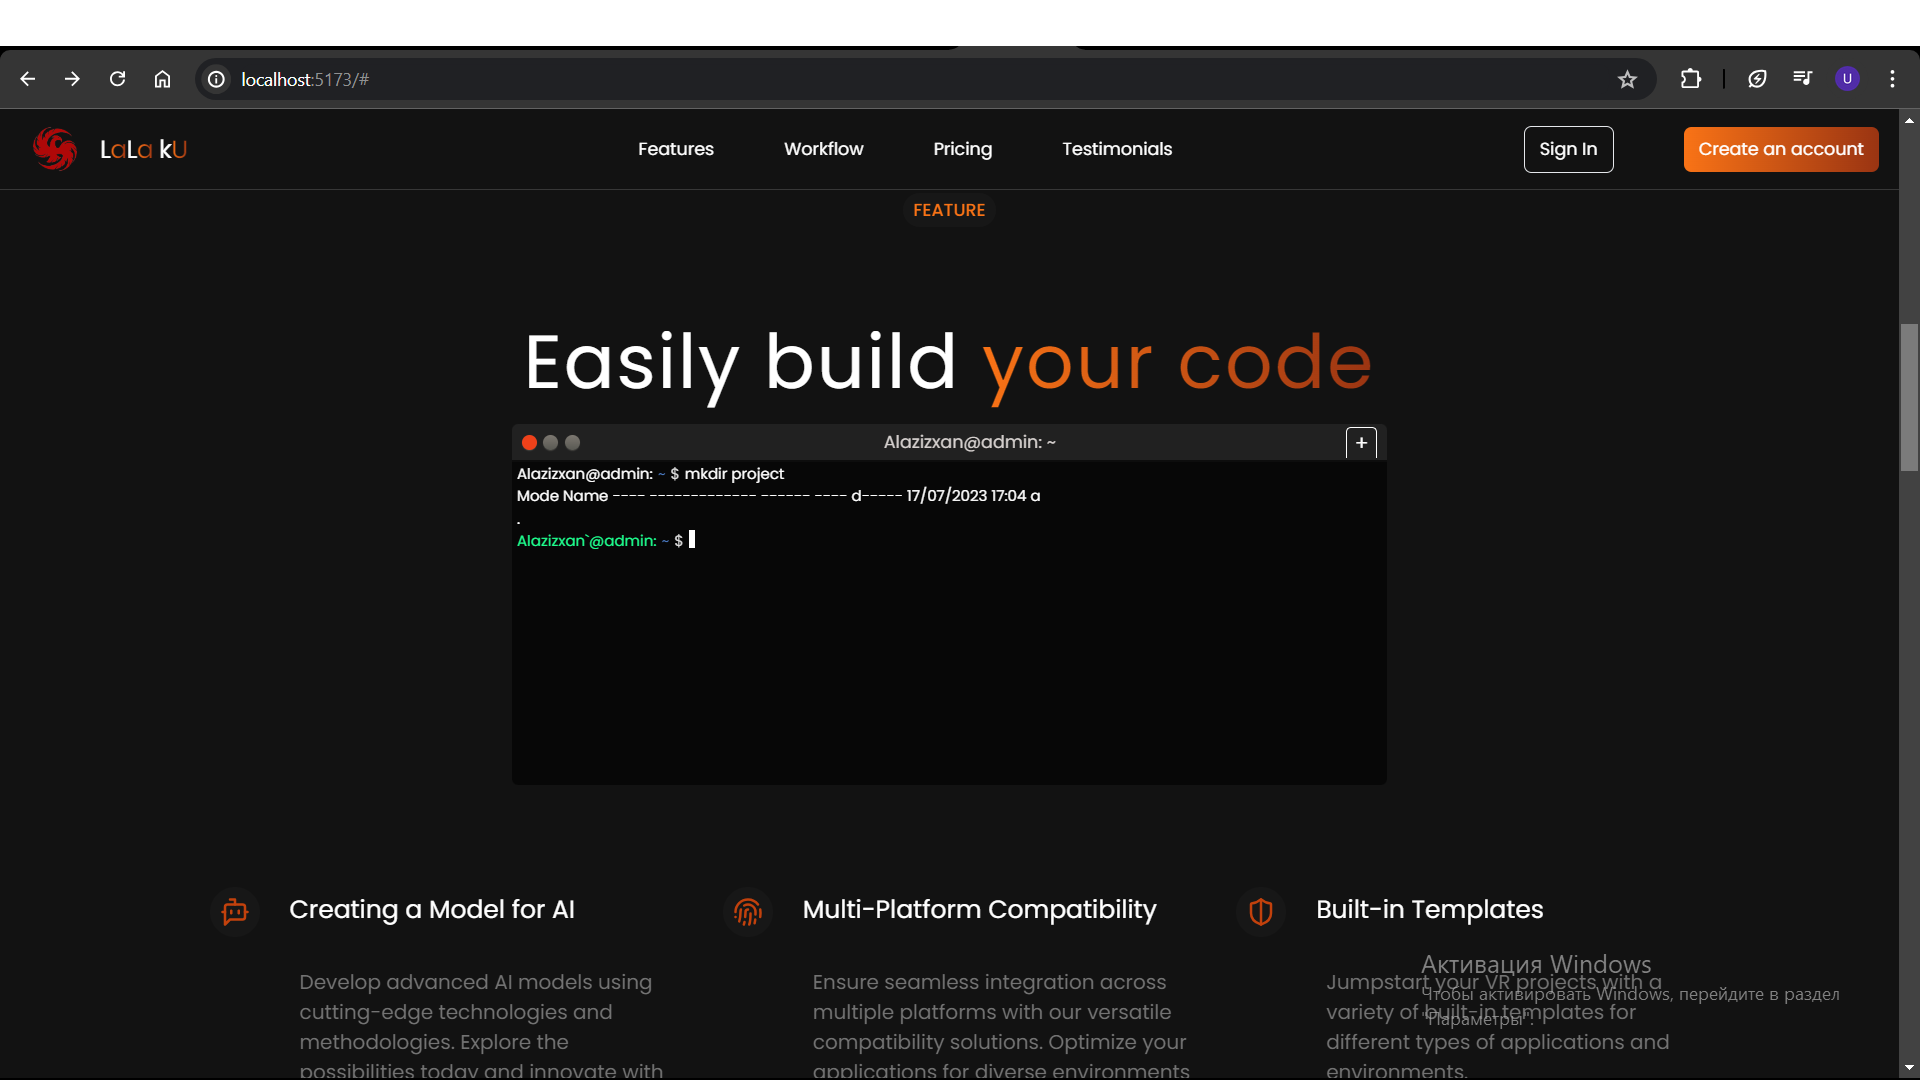 localhost:5173/#
U
LaLa kU
Features
Workflow
Pricing
Testimonials
Sign In
Create an account
FEATURE
Easily build your code
Alazizxan@admin: ~
+
Alazizxan@admin: ~ $ mkdir project
Mode Name ---- ------------- ------ ---- d----- 17/07/2023 17:04 a
.
Alazizxan`@admin: ~ $
Creating a Model for AI
Develop advanced AI models using
cutting-edge technologies and
methodologies. Explore the
possibilities today and innovate with
Multi-Platform Compatibility
Ensure seamless integration across
multiple platforms with our versatile
compatibility solutions. Optimize your
applications for diverse environments
Built-in Templates
Jumpstart your VR projects with a
variety of built-in templates for
different types of applications and
environments.
Активация Windows
Чтобы активировать Windows, перейдите в раздел
"Параметры".